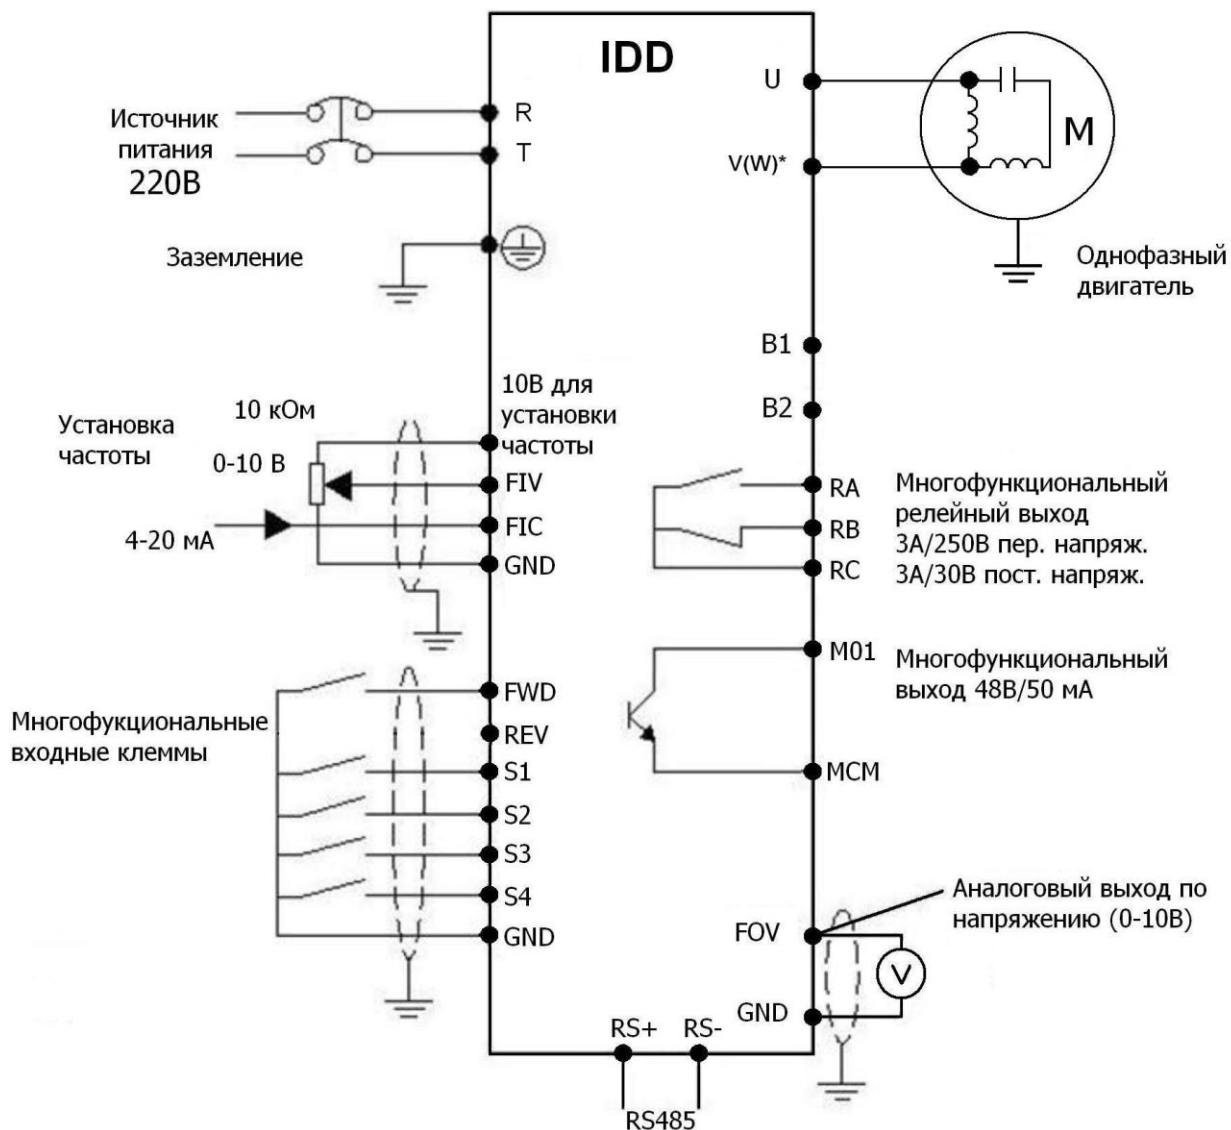 IDD
Источник
питания
220В
R
T
Заземление
U
V(W)*
M
Однофазный
двигатель
B1
B2
Установка
частоты
10 кОм
0-10 В
4-20 мА
10В для
установки
частоты
FIV
FIC
GND
RA
RB
RC
Многофункциональный
релейный выход
3А/250В пер. напряж.
3А/30В пост. напряж.
Многофукциональные
входные клеммы
FWD
REV
S1
S2
S3
S4
GND
M01
MCM
Многофункциональный
выход 48В/50 мА
FOV
GND
V
Аналоговый выход по
напряжению (0-10В)
RS+ RS-
RS485